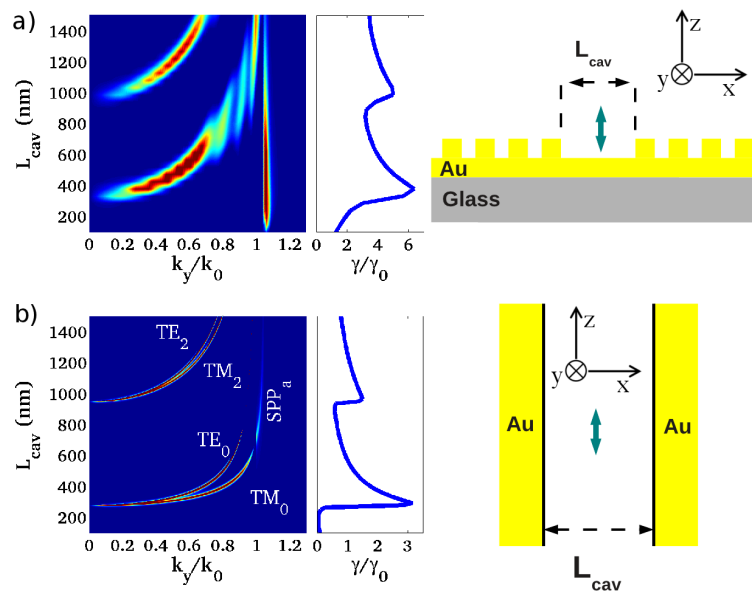 a)
1400
1200
1000
800
600
400
200
L_cav (nm)
0 0.2 0.4 0.6 0.8 1 1.2
k_y/k_0
0 2 4 6
γ/γ_0
L_cav
z
y x
Au
Glass
b)
1400
1200
1000
800
600
400
200
L_cav (nm)
TE_2
TM_2
SPP_a
TE_0
TM_0
0 0.2 0.4 0.6 0.8 1 1.2
k_y/k_0
0 1 2 3
γ/γ_0
z
y x
Au Au
L_cav